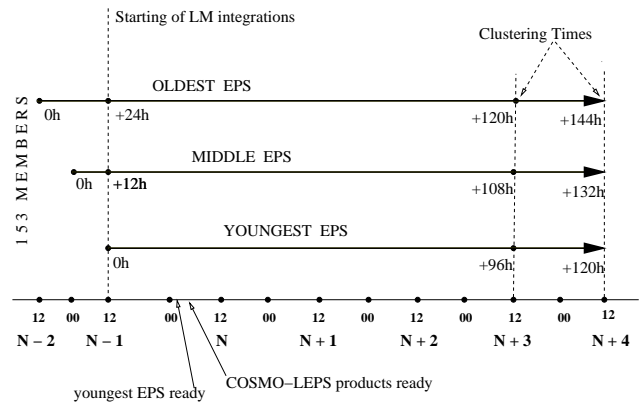 Starting of LM integrations
Clustering Times
OLDEST EPS
0h +24h +120h +144h
153 MEMBERS
MIDDLE EPS
0h +12h +108h +132h
YOUNGEST EPS
0h +96h +120h
12 00 12 00 12 00 12 00 12 00 12 00 12
N – 2 N – 1 N N + 1 N + 2 N + 3 N + 4
COSMO–LEPS products ready
youngest EPS ready